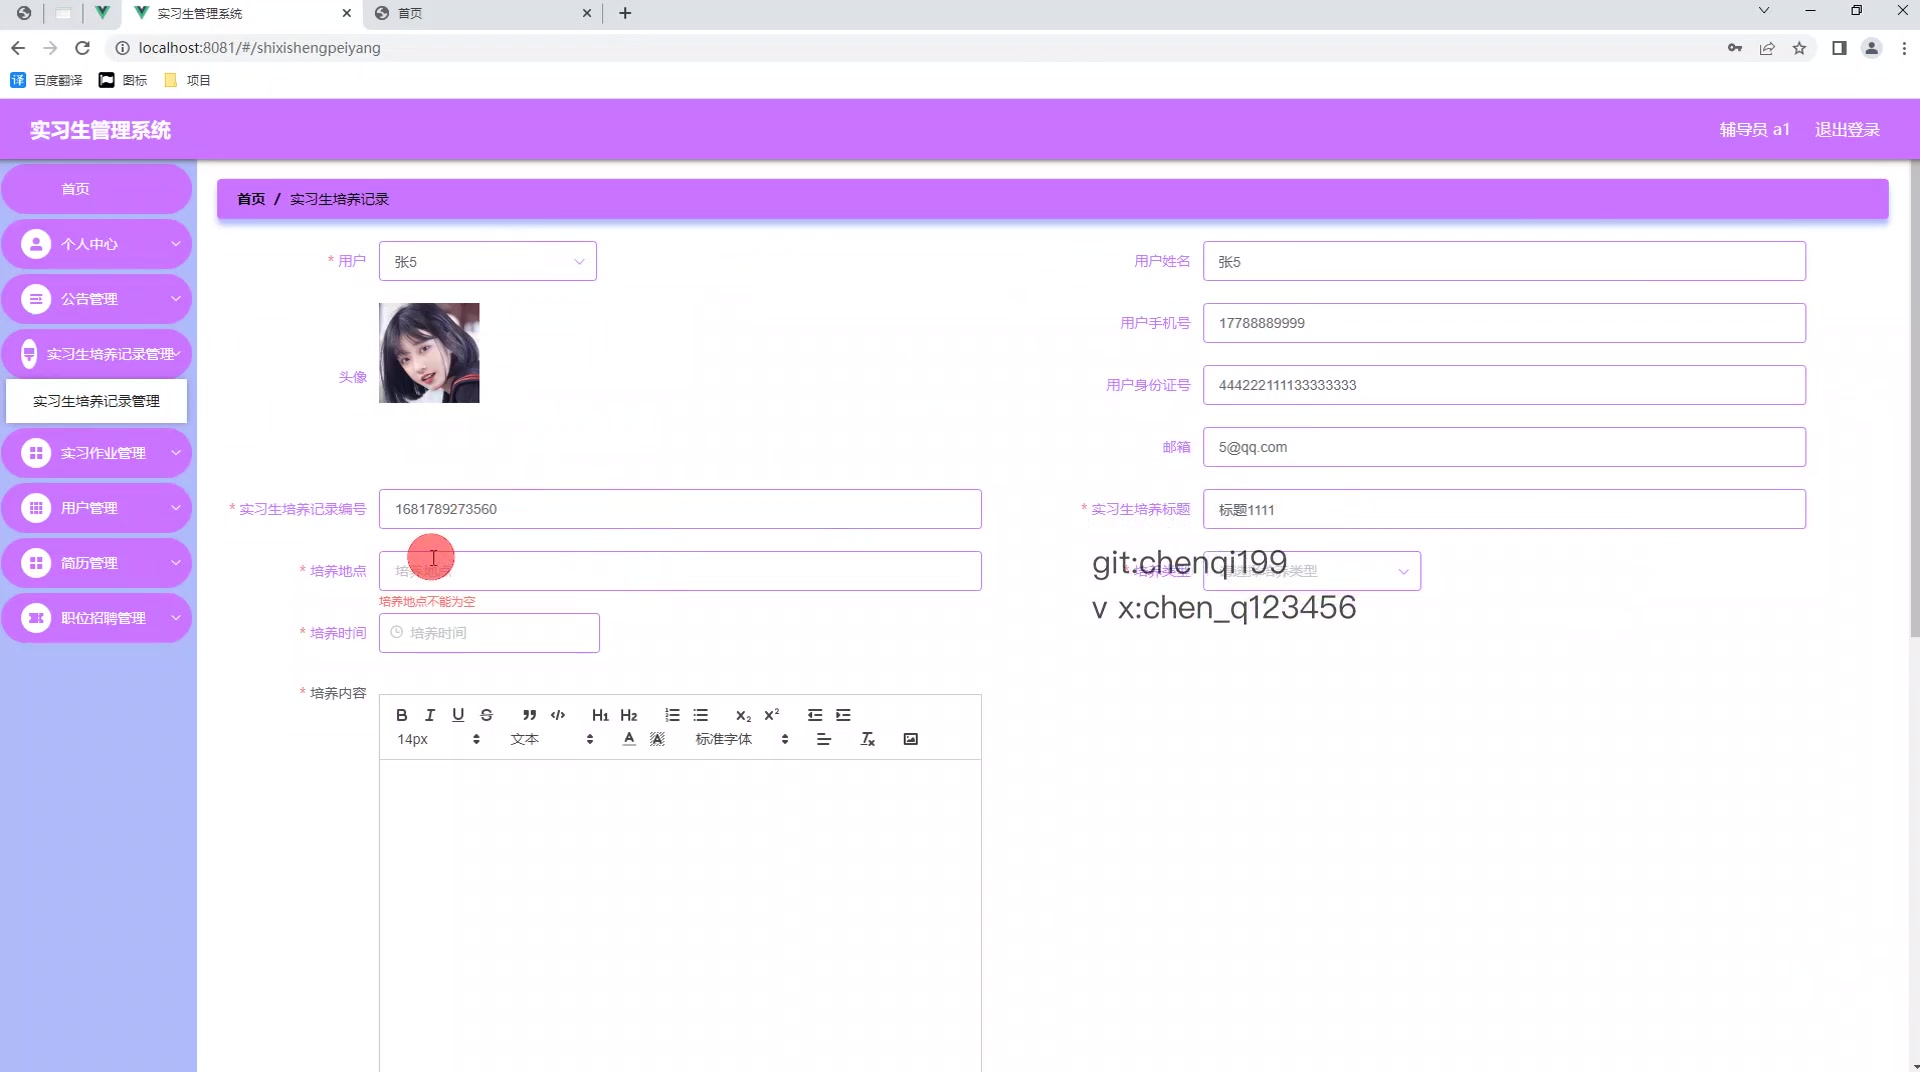 实习生管理系统
首页
localhost:8081/#/shixishengpeiyang
译 百度翻译
图标
项目
实习生管理系统
辅导员 a1
退出登录
首页
个人中心
公告管理
实习生培养记录管理
实习生培养记录管理
实习作业管理
用户管理
简历管理
职位招聘管理
首页 / 实习生培养记录
* 用户
张5
用户姓名
张5
头像
用户手机号
17788889999
用户身份证号
444222111133333333
邮箱
5@qq.com
* 实习生培养记录编号
1681789273560
* 实习生培养标题
标题1111
* 培养地点
培养地点
培养地点不能为空
* 培养类型
git:chenqi199
v x:chen_q123456
* 培养时间
培养时间
* 培养内容
B I U S ” </> H1 H2 x₂ x²
14px
文本
A A
标准字体